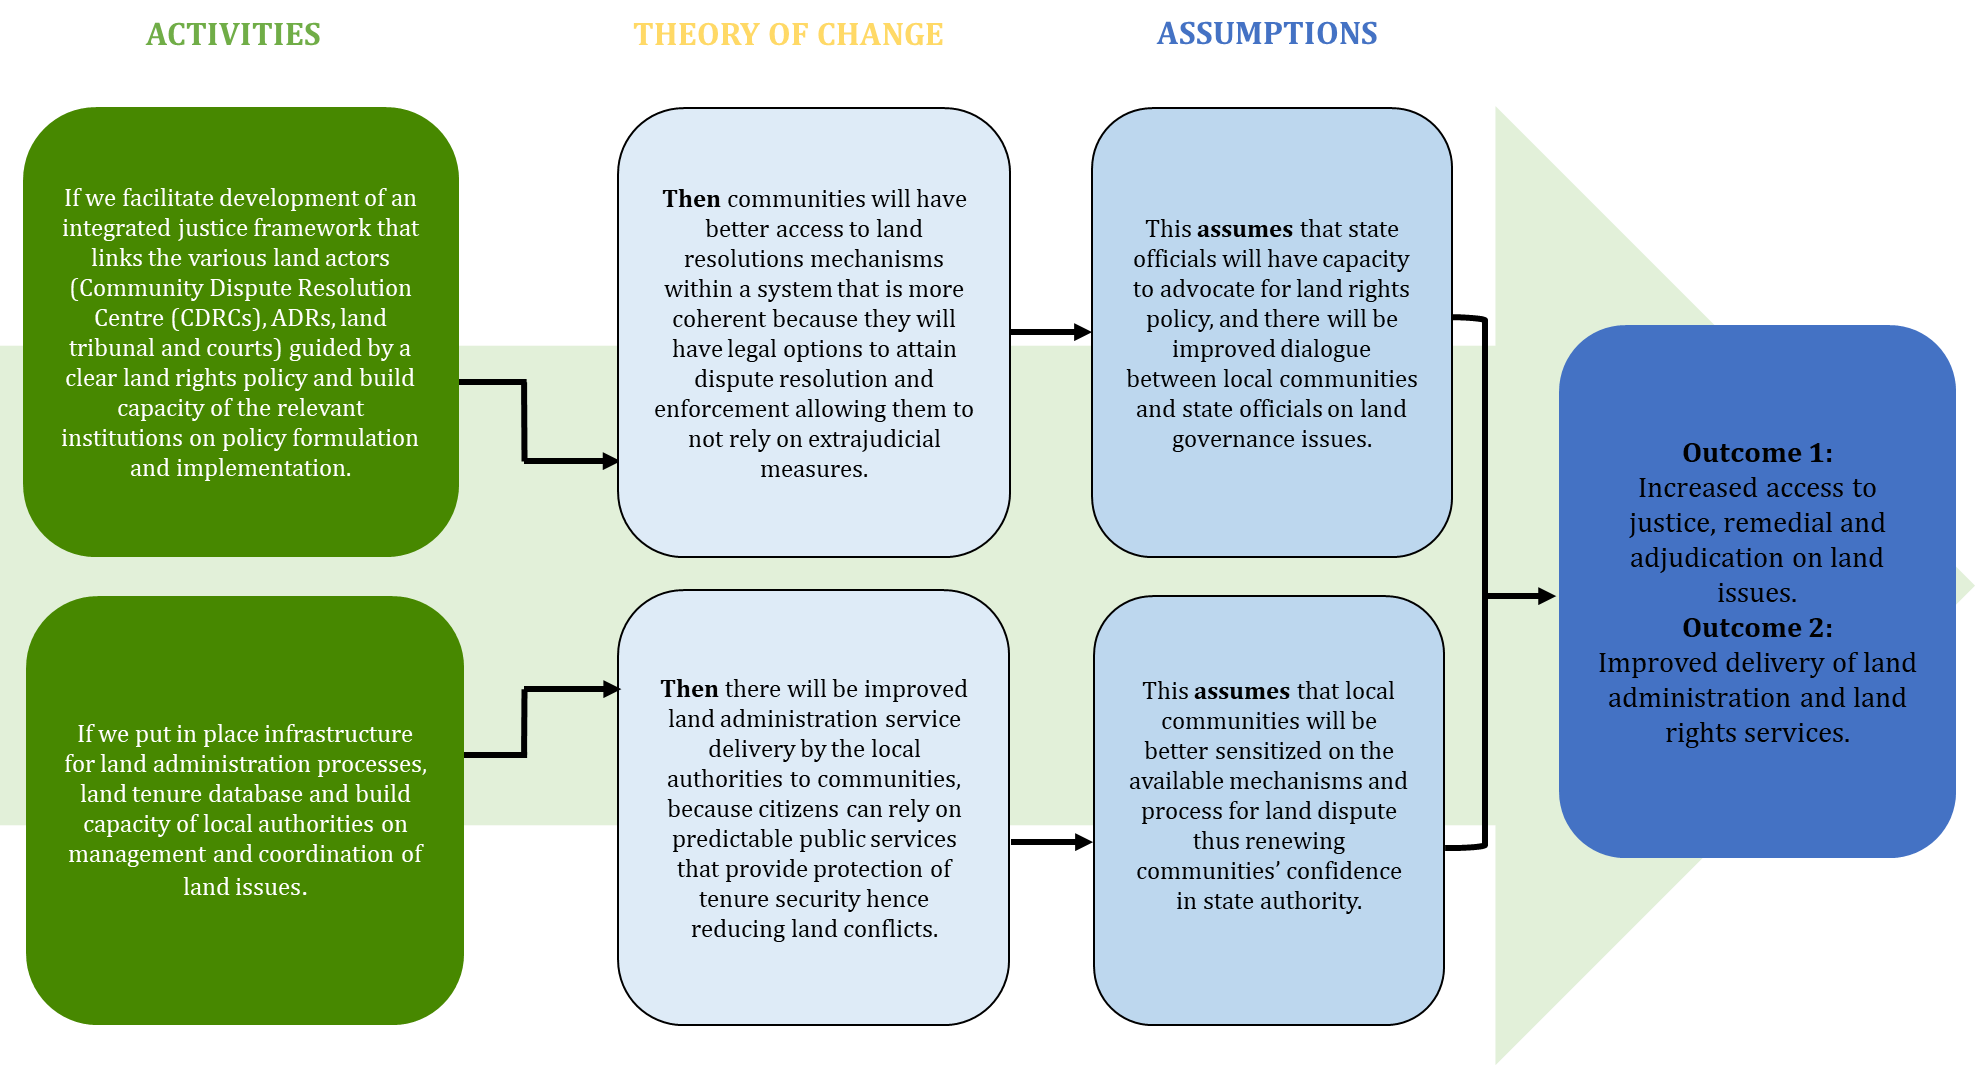 ACTIVITIES
THEORY OF CHANGE
ASSUMPTIONS
If we facilitate development of an
integrated justice framework that
links the various land actors
(Community Dispute Resolution
Centre (CDRCs), ADRs, land
tribunal and courts) guided by a
clear land rights policy and build
capacity of the relevant
institutions on policy formulation
and implementation.
Then communities will have
better access to land
resolutions mechanisms
within a system that is more
coherent because they will
have legal options to attain
dispute resolution and
enforcement allowing them to
not rely on extrajudicial
measures.
This assumes that state
officials will have capacity
to advocate for land rights
policy, and there will be
improved dialogue
between local communities
and state officials on land
governance issues.
If we put in place infrastructure
for land administration processes,
land tenure database and build
capacity of local authorities on
management and coordination of
land issues.
Then there will be improved
land administration service
delivery by the local
authorities to communities,
because citizens can rely on
predictable public services
that provide protection of
tenure security hence
reducing land conflicts.
This assumes that local
communities will be
better sensitized on the
available mechanisms and
process for land dispute
thus renewing
communities’ confidence
in state authority.
Outcome 1:
Increased access to
justice, remedial and
adjudication on land
issues.
Outcome 2:
Improved delivery of land
administration and land
rights services.